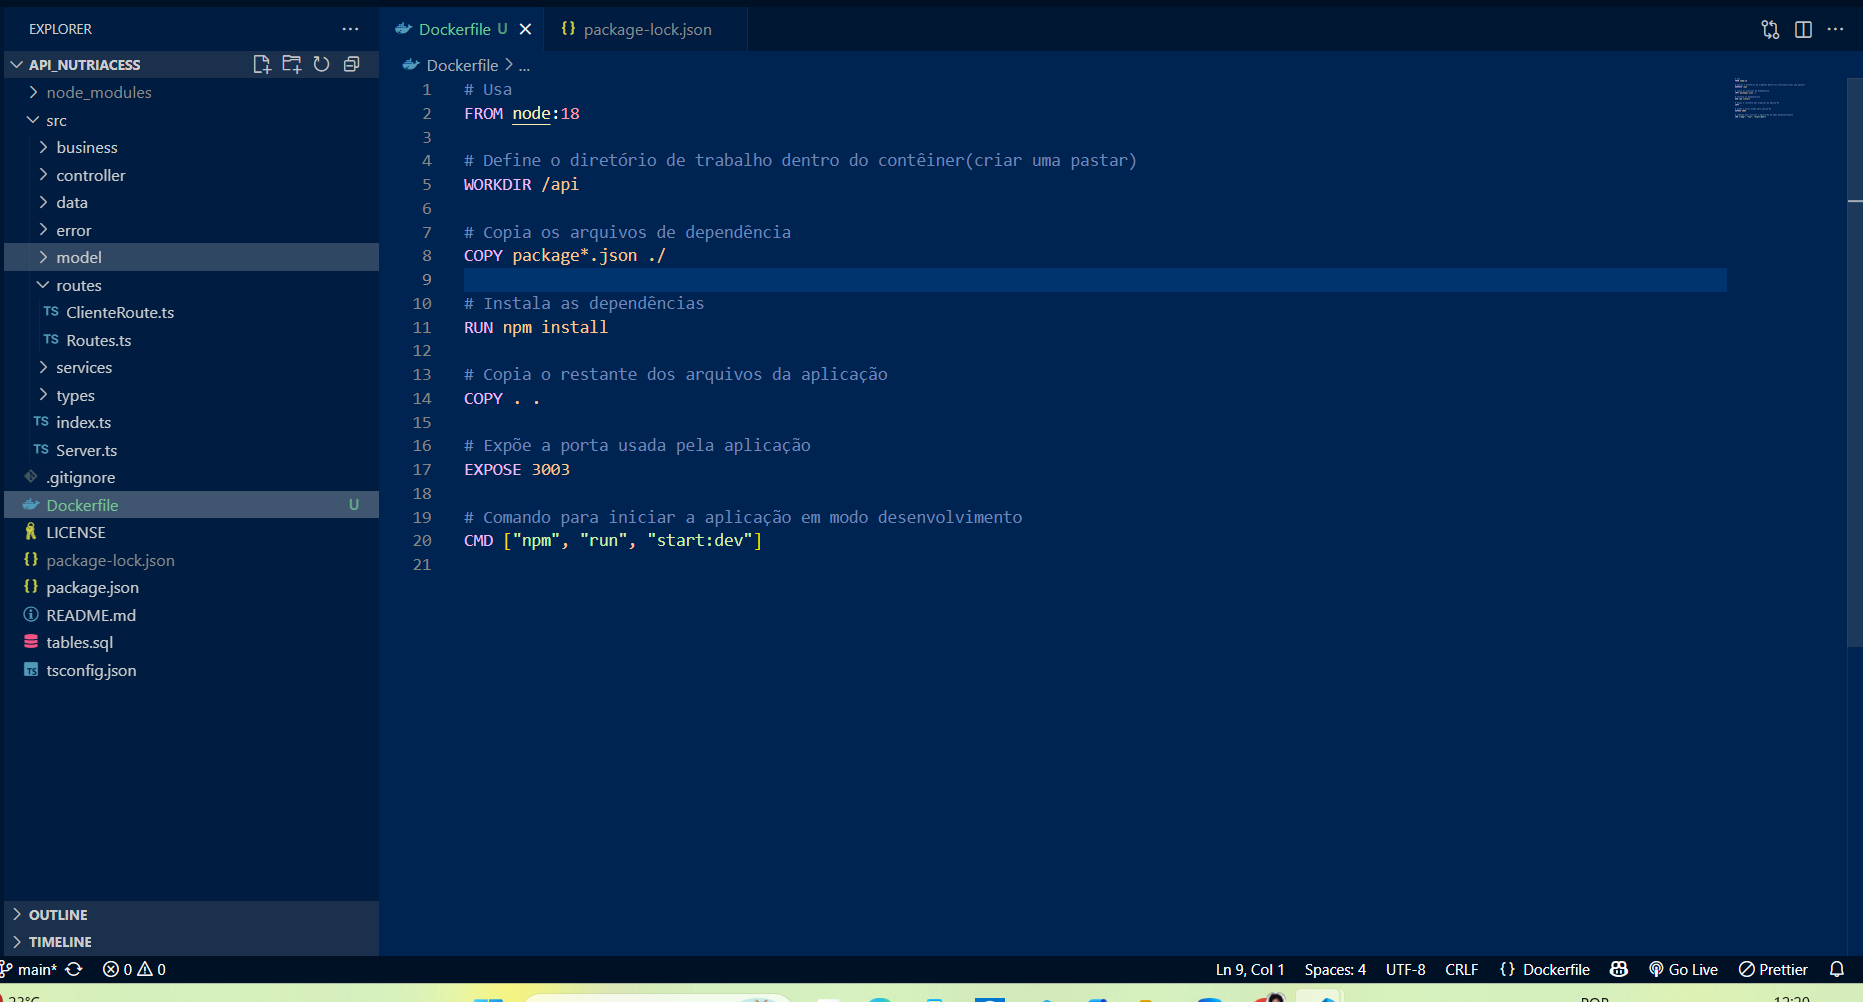 EXPLORER
API_NUTRIACESS
node_modules
src
business
controller
data
error
model
routes
TS ClienteRoute.ts
TS Routes.ts
services
types
TS index.ts
TS Server.ts
.gitignore
Dockerfile U
LICENSE
{} package-lock.json
{} package.json
README.md
tables.sql
TS tsconfig.json
OUTLINE
TIMELINE
Dockerfile U
{} package-lock.json
Dockerfile > ...
1 # Usa
2 FROM node:18
3
4 # Define o diretório de trabalho dentro do contêiner(criar uma pastar)
5 WORKDIR /api
6
7 # Copia os arquivos de dependência
8 COPY package*.json ./
9
10 # Instala as dependências
11 RUN npm install
12
13 # Copia o restante dos arquivos da aplicação
14 COPY . .
15
16 # Expõe a porta usada pela aplicação
17 EXPOSE 3003
18
19 # Comando para iniciar a aplicação em modo desenvolvimento
20 CMD ["npm", "run", "start:dev"]
21
main* 0 0 Ln 9, Col 1 Spaces: 4 UTF-8 CRLF {} Dockerfile Go Live Prettier